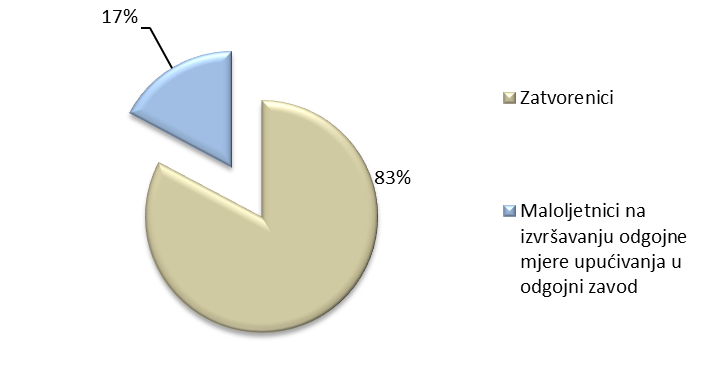 17%
83%
Zatvorenici
Maloljetnici na
izvršavanju odgojne
mjere upućivanja u
odgojni zavod